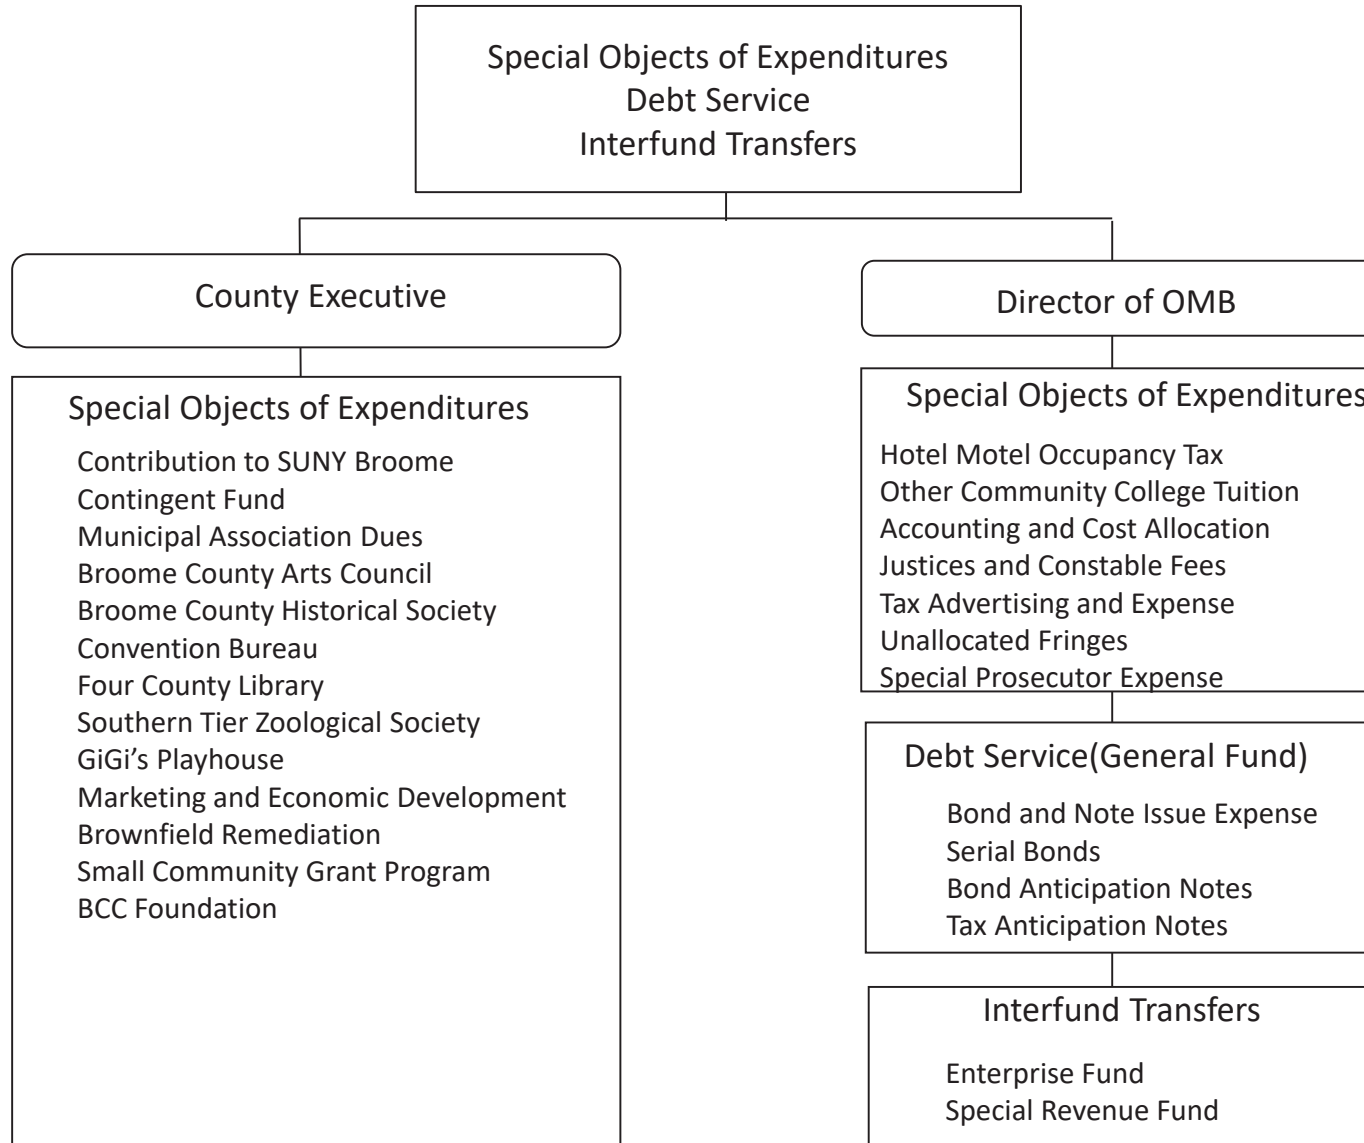 Special Objects of Expenditures
Debt Service
Interfund Transfers
County Executive
Special Objects of Expenditures
Contribution to SUNY Broome
Contingent Fund
Municipal Association Dues
Broome County Arts Council
Broome County Historical Society
Convention Bureau
Four County Library
Southern Tier Zoological Society
GiGi’s Playhouse
Marketing and Economic Development
Brownfield Remediation
Small Community Grant Program
BCC Foundation
Director of OMB
Special Objects of Expenditures
Hotel Motel Occupancy Tax
Other Community College Tuition
Accounting and Cost Allocation
Justices and Constable Fees
Tax Advertising and Expense
Unallocated Fringes
Special Prosecutor Expense
Debt Service(General Fund)
Bond and Note Issue Expense
Serial Bonds
Bond Anticipation Notes
Tax Anticipation Notes
Interfund Transfers
Enterprise Fund
Special Revenue Fund